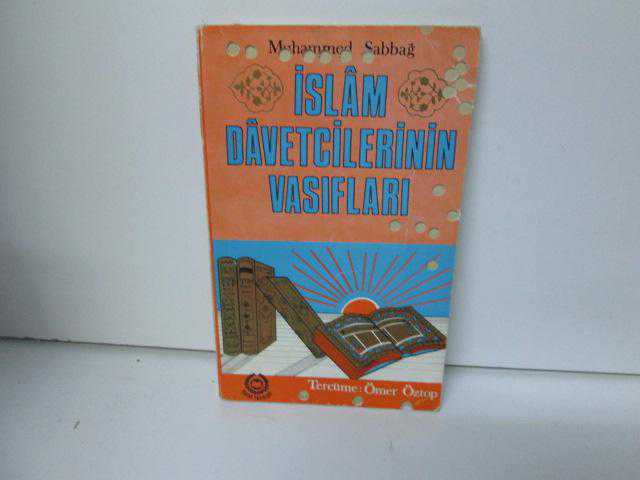 Muhammed Sabbağ
İSLÂM
DÂVETCİLERİNİN
VASIFLARI
Tercüme: Ömer Öztop